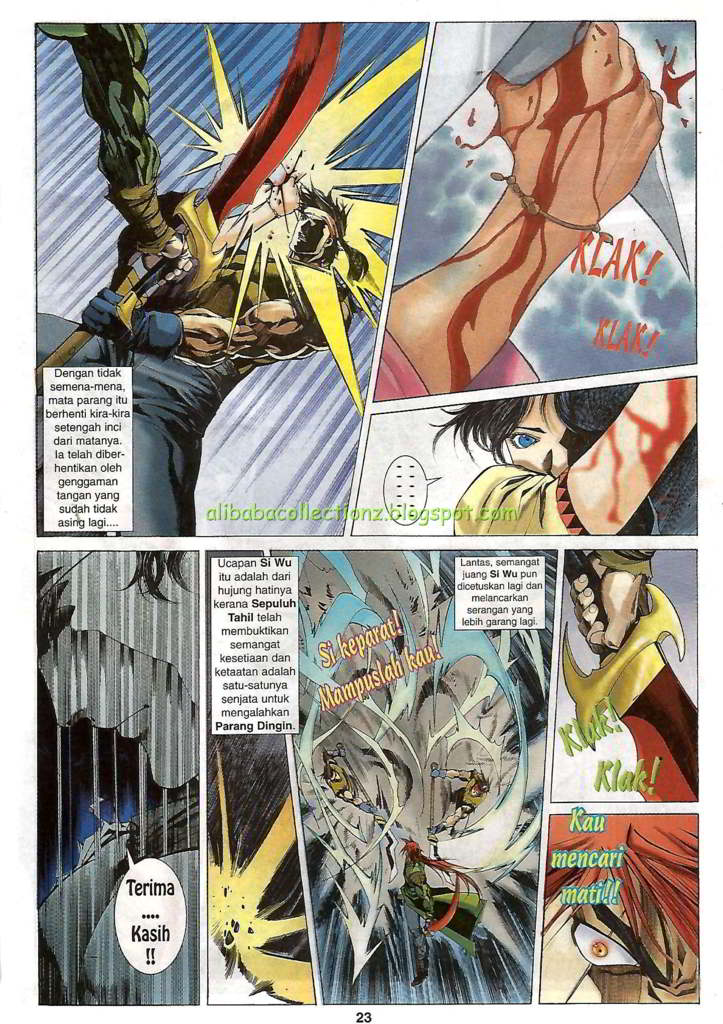 KLAK!
KLAK!
Dengan tidak
semena-mena,
mata parang itu
berhenti kira-kira
setengah inci
dari matanya.
Ia telah diber-
hentikan oleh
genggaman
tangan yang
sudah tidak
asing lagi....
alibabacollectionz.blogspot.com
Terima
....
Kasih
!!
Ucapan Si Wu
itu adalah dari
hujung hatinya
kerana Sepuluh
Tahil telah
membuktikan
semangat
kesetiaan dan
ketaatan adalah
satu-satunya
senjata untuk
mengalahkan
Parang Dingin.
Si keparat!
Mampuslah kau!
Lantas, semangat
juang Si Wu pun
dicetuskan lagi dan
melancarkan
serangan yang
lebih garang lagi.
Klak!
Klak!
Kau
mencari
mati!!
23